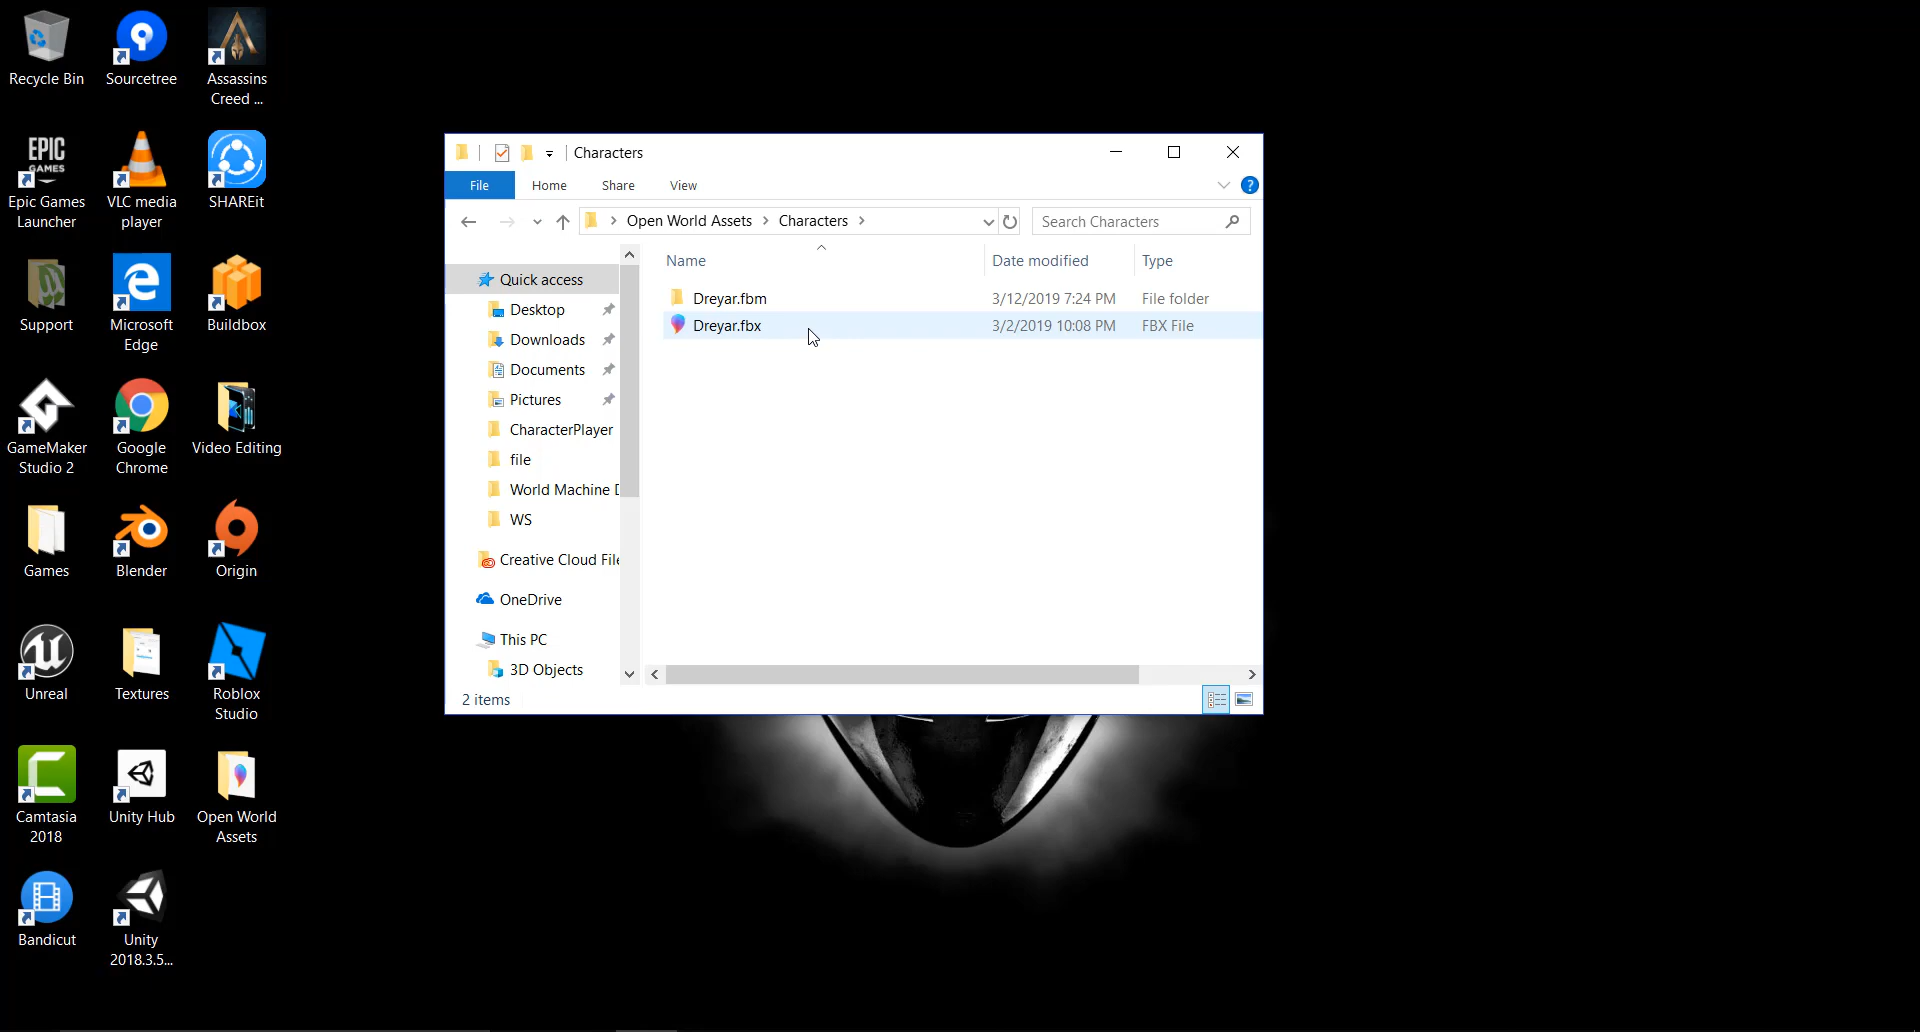 Recycle Bin
Sourcetree
Assassins
Creed ...
EPIC
GAMES
Epic Games
Launcher
VLC media
player
SHAREit
Support
Microsoft
Edge
Buildbox
GameMaker
Studio 2
Google
Chrome
Video Editing
Games
Blender
Origin
Unreal
Textures
Roblox
Studio
Camtasia
2018
Unity Hub
Open World
Assets
Bandicut
Unity
2018.3.5...
Characters
File Home Share View ?
Open World Assets > Characters >
Search Characters
Name Date modified Type
Dreyar.fbm 3/12/2019 7:24 PM File folder
Dreyar.fbx 3/2/2019 10:08 PM FBX File
Quick access
Desktop
Downloads
Documents
Pictures
CharacterPlayer
file
World Machine D
WS
Creative Cloud File
OneDrive
This PC
3D Objects
2 items